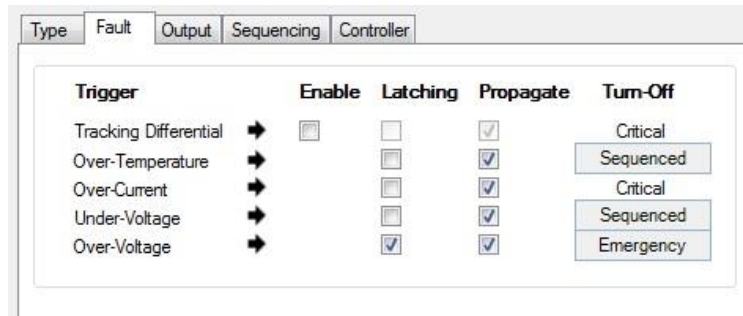 Type Fault Output Sequencing Controller
Trigger Enable Latching Propagate Turn-Off
Tracking Differential Critical
Over-Temperature Sequenced
Over-Current Critical
Under-Voltage Sequenced
Over-Voltage Emergency